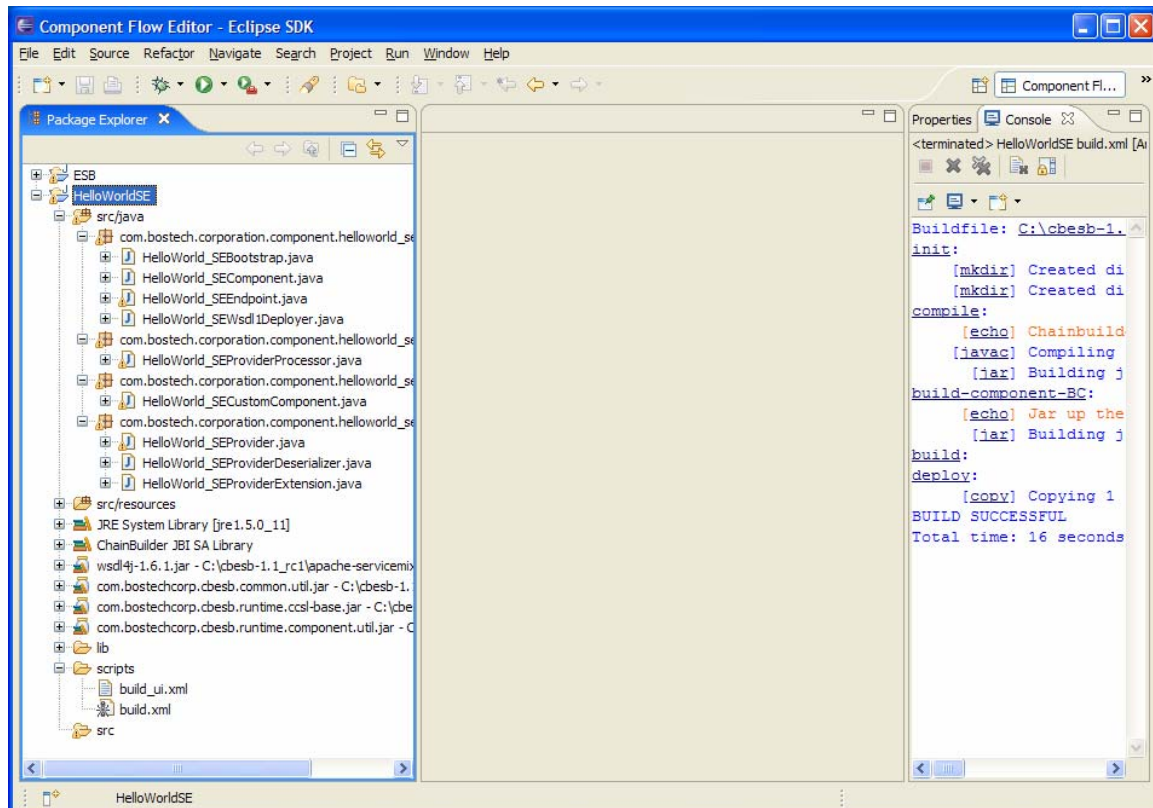 Component Flow Editor - Eclipse SDK
File Edit Source Refactor Navigate Search Project Run Window Help
Component Fl... »
Package Explorer
ESB
HelloWorldSE
src/java
com.bostech.corporation.component.helloworld_se
HelloWorld_SEBootstrap.java
HelloWorld_SEComponent.java
HelloWorld_SEEndpoint.java
HelloWorld_SEWsdl1Deployer.java
com.bostech.corporation.component.helloworld_se
HelloWorld_SEProviderProcessor.java
com.bostech.corporation.component.helloworld_se
HelloWorld_SECustomComponent.java
com.bostech.corporation.component.helloworld_se
HelloWorld_SEProvider.java
HelloWorld_SEProviderDeserializer.java
HelloWorld_SEProviderExtension.java
src/resources
JRE System Library [jre1.5.0_11]
ChainBuilder JBI SA Library
wsdl4j-1.6.1.jar - C:\cbesb-1.1_rc1\apache-servicemix
com.bostechcorp.cbesb.common.util.jar - C:\cbesb-1.
com.bostechcorp.cbesb.runtime.ccsl-base.jar - C:\cbe
com.bostechcorp.cbesb.runtime.component.util.jar - C
lib
scripts
build_ui.xml
build.xml
src
Properties Console
<terminated> HelloWorldSE build.xml [A
Buildfile: C:\cbesb-1.
init:
[mkdir] Created di
[mkdir] Created di
compile:
[echo] Chainbuild
[javac] Compiling
[jar] Building j
build-component-BC:
[echo] Jar up the
[jar] Building j
build:
deploy:
[copy] Copying 1
BUILD SUCCESSFUL
Total time: 16 seconds
HelloWorldSE